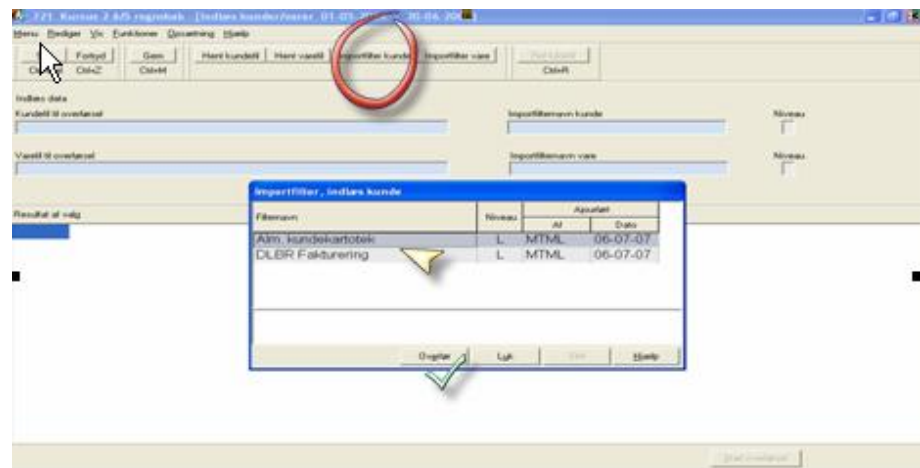 Menu Rediger Vis Funktioner Opsætning Hjælp
Fortryd Gem Hent kundefil Hent varefil Importfilter kunde Importfilter vare
Ctrl+Z Ctrl+M Ctrl+R
Indlæs data
Kundefil til overførsel Importfilternavn kunde Niveau
Varefil til overførsel Importfilternavn vare Niveau
Resultat af valg
Importfilter, indlæs kunde
Filternavn Niveau Ajourført
Af Dato
Alm. kundekartotek L MTML 06-07-07
DLBR Fakturering L MTML 06-07-07
Overfør Luk Hjælp
Start overførsel